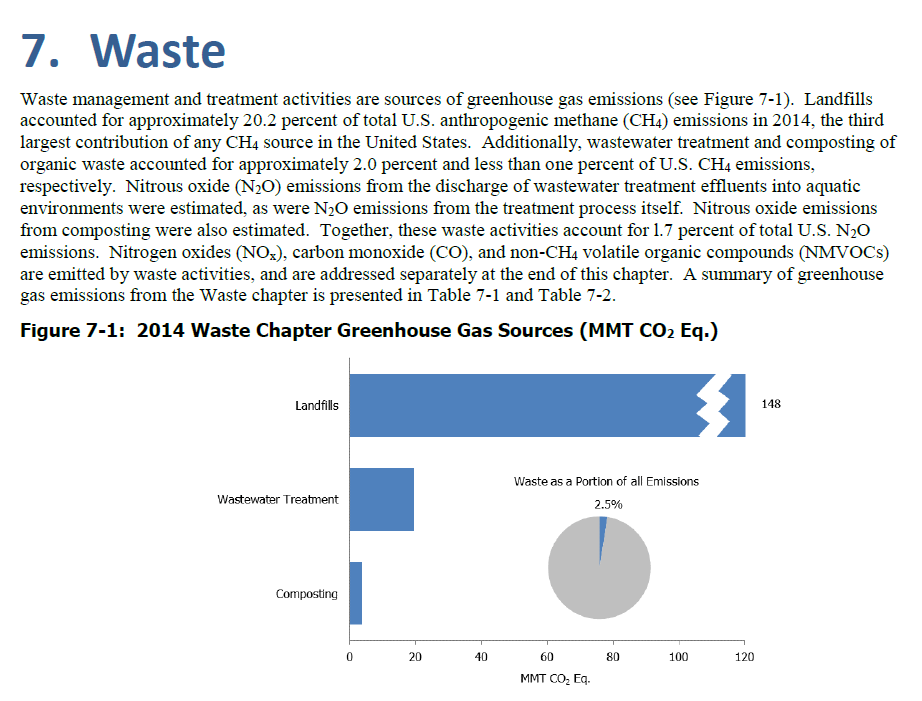 7. Waste
Waste management and treatment activities are sources of greenhouse gas emissions (see Figure 7-1). Landfills
accounted for approximately 20.2 percent of total U.S. anthropogenic methane (CH₄) emissions in 2014, the third
largest contribution of any CH₄ source in the United States. Additionally, wastewater treatment and composting of
organic waste accounted for approximately 2.0 percent and less than one percent of U.S. CH₄ emissions,
respectively. Nitrous oxide (N₂O) emissions from the discharge of wastewater treatment effluents into aquatic
environments were estimated, as were N₂O emissions from the treatment process itself. Nitrous oxide emissions
from composting were also estimated. Together, these waste activities account for 1.7 percent of total U.S. N₂O
emissions. Nitrogen oxides (NOₓ), carbon monoxide (CO), and non-CH₄ volatile organic compounds (NMVOCs)
are emitted by waste activities, and are addressed separately at the end of this chapter. A summary of greenhouse
gas emissions from the Waste chapter is presented in Table 7-1 and Table 7-2.
Figure 7-1: 2014 Waste Chapter Greenhouse Gas Sources (MMT CO₂ Eq.)
Landfills
148
Waste as a Portion of all Emissions
2.5%
Wastewater Treatment
Composting
0 20 40 60 80 100 120
MMT CO₂ Eq.